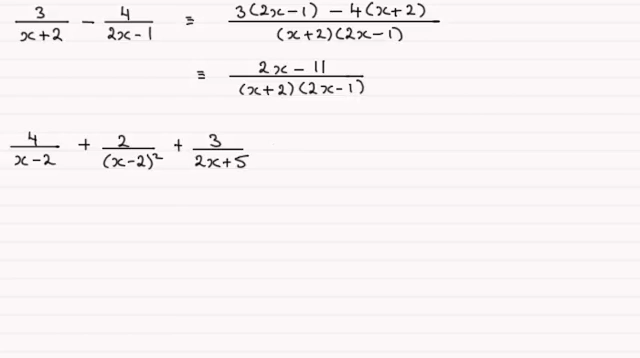 3/(x+2) − 4/(2x−1) ≡ (3(2x−1) − 4(x+2))/((x+2)(2x−1))
≡ (2x−11)/((x+2)(2x−1))
4/(x−2) + 2/(x−2)² + 3/(2x+5)